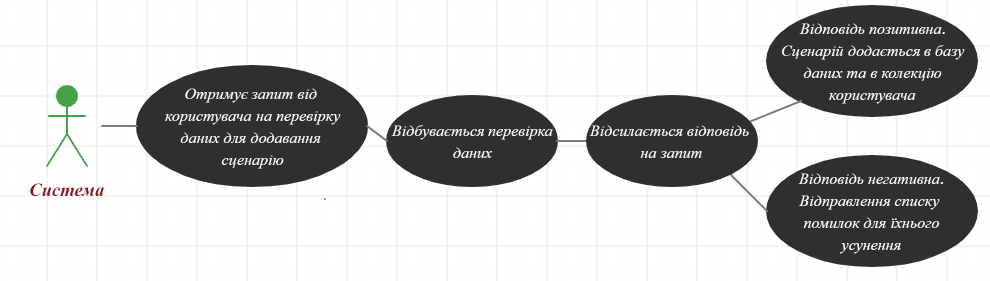 Система
Отримує запит від
користувача на перевірку
даних для додавання
сценарію
Відбувається перевірка
даних
Відсилається відповідь
на запит
Відповідь позитивна.
Сценарій додається в базу
даних та в колекцію
користувача
Відповідь негативна.
Відправлення списку
помилок для їхнього
усунення